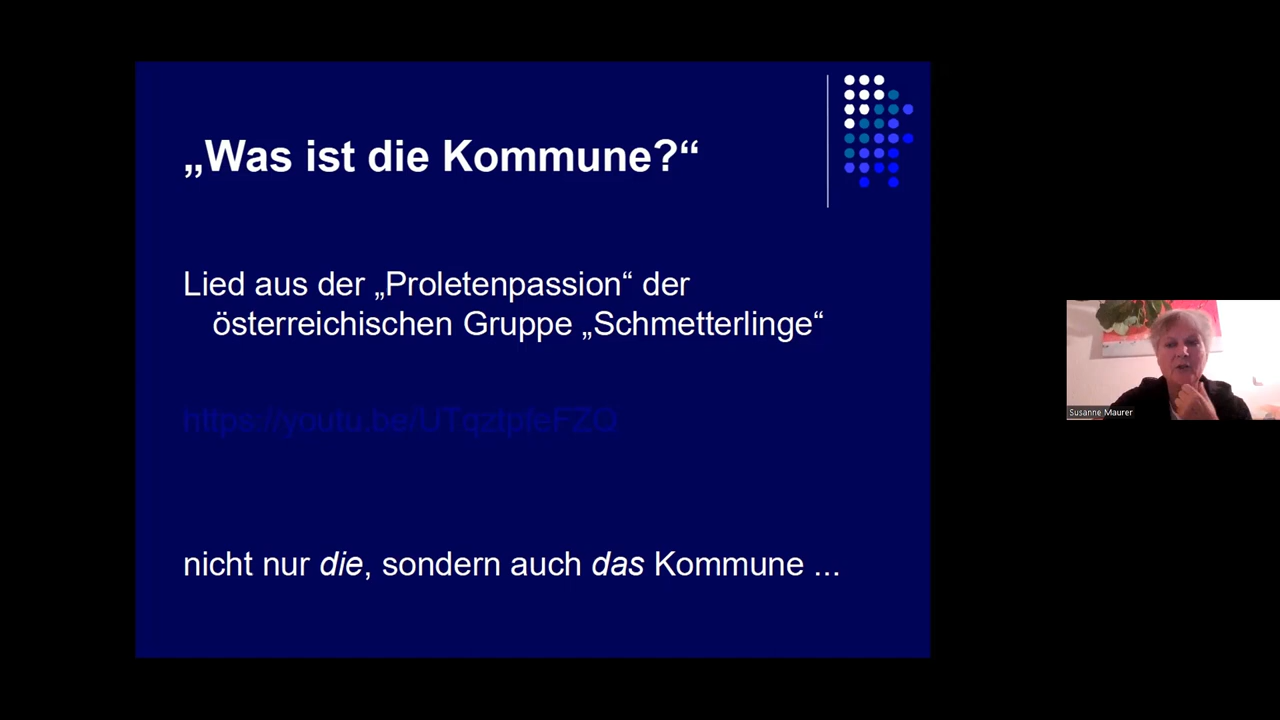 „Was ist die Kommune?“
Lied aus der „Proletenpassion“ der
österreichischen Gruppe „Schmetterlinge“
nicht nur die, sondern auch das Kommune ...
Susanne Maurer